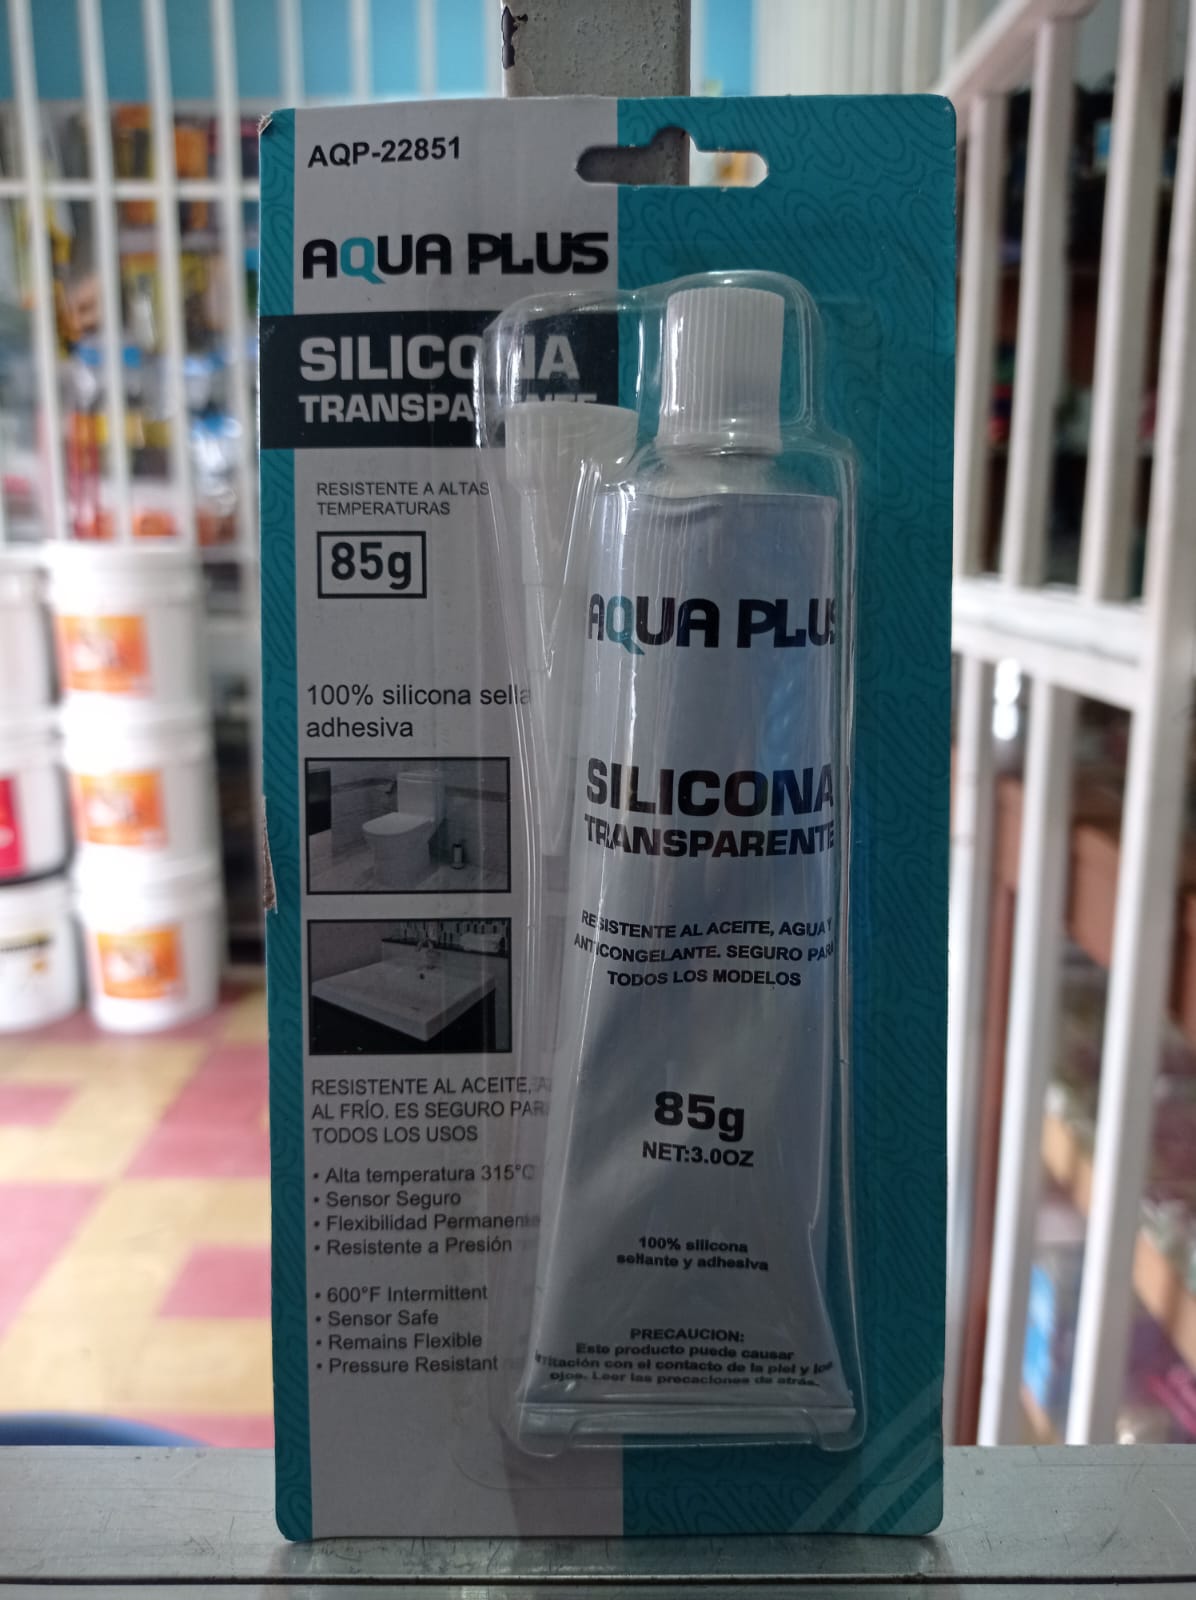 AQP-22851
AQUA PLUS
SILICONA
TRANSPARENTE
RESISTENTE A ALTAS
TEMPERATURAS
85g
100% silicona sella
adhesiva
RESISTENTE AL ACEITE, A
AL FRÍO. ES SEGURO PARA
TODOS LOS USOS
• Alta temperatura 315°C
• Sensor Seguro
• Flexibilidad Permanente
• Resistente a Presión
• 600°F Intermittent
• Sensor Safe
• Remains Flexible
• Pressure Resistant
AQUA PLUS
SILICONA
TRANSPARENTE
RESISTENTE AL ACEITE, AGUA Y
ANTICONGELANTE. SEGURO PARA
TODOS LOS MODELOS
85g
NET:3.0OZ
100% silicona
sellante y adhesiva
PRECAUCION:
Este producto puede causar
irritación con el contacto de la piel y los
ojos. Leer las precaciones de atrás.